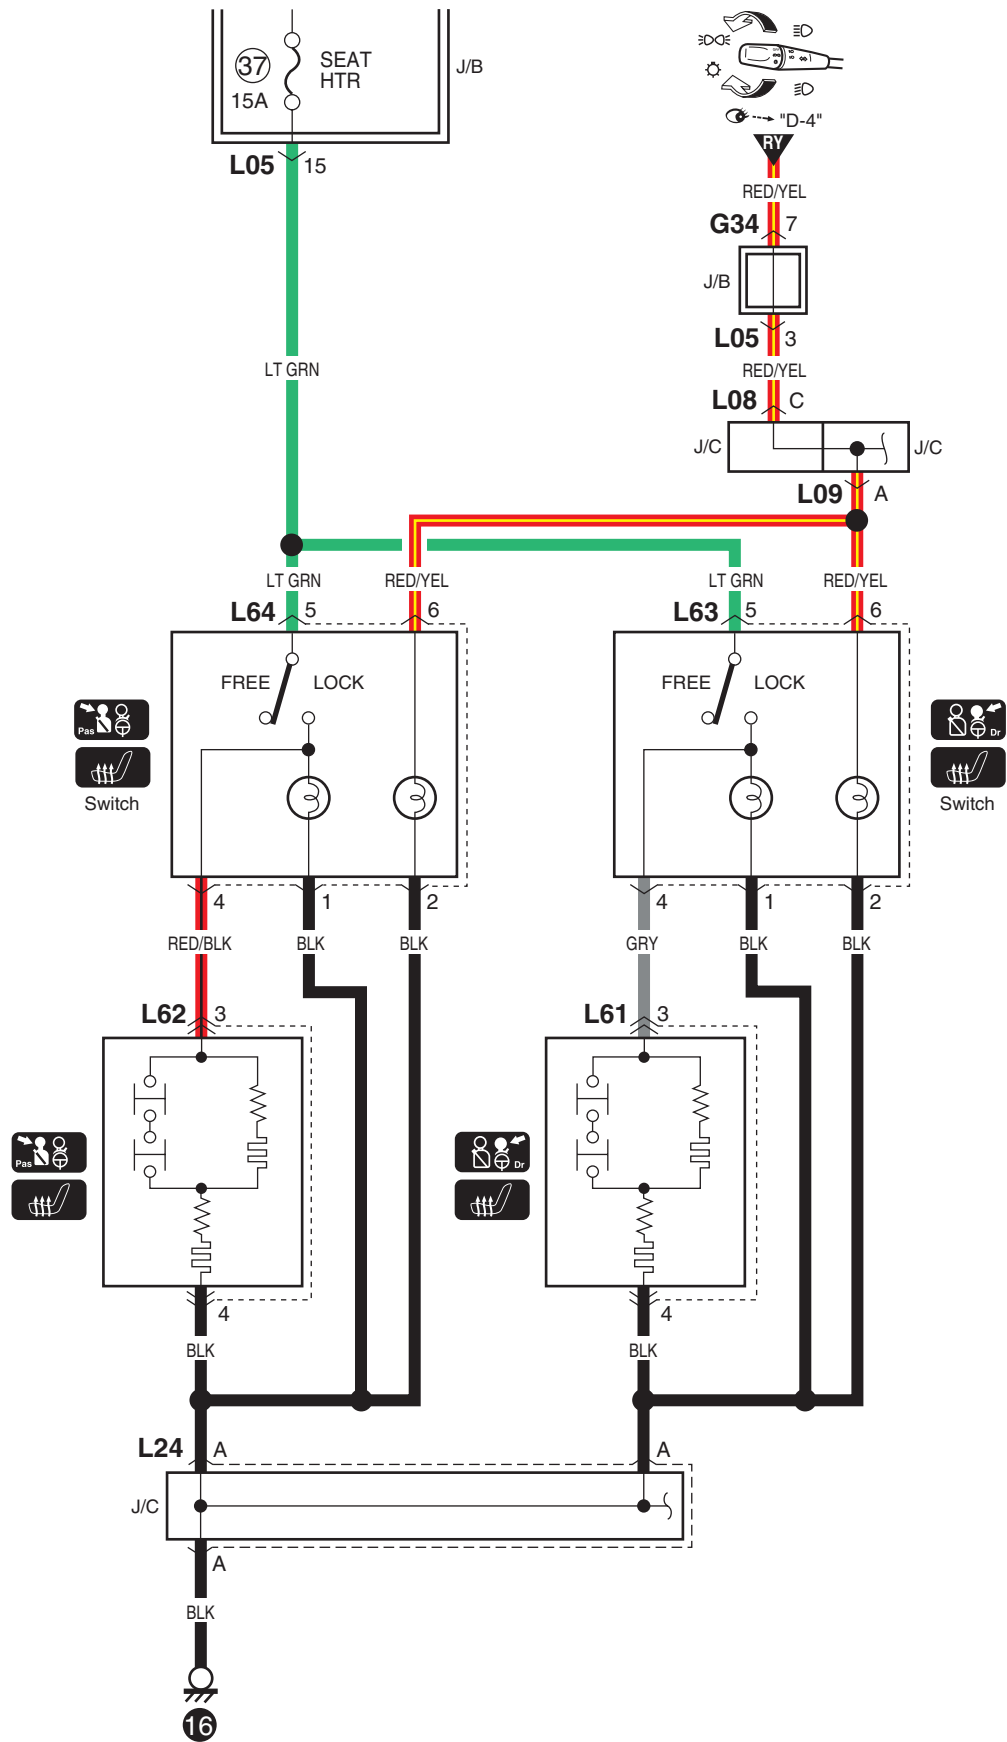 37
15A
SEAT
HTR
J/B
L05
15
"D-4"
RY
RED/YEL
G34
7
J/B
L05
3
LT GRN
RED/YEL
L08
C
J/C
J/C
L09
A
LT GRN
RED/YEL
LT GRN
RED/YEL
L64
5
6
L63
5
6
FREE
LOCK
FREE
LOCK
Pas
Dr
Switch
Switch
4
1
2
4
1
2
RED/BLK
BLK
BLK
GRY
BLK
BLK
L62
3
L61
3
Pas
Dr
4
4
BLK
BLK
L24
A
A
J/C
A
BLK
16